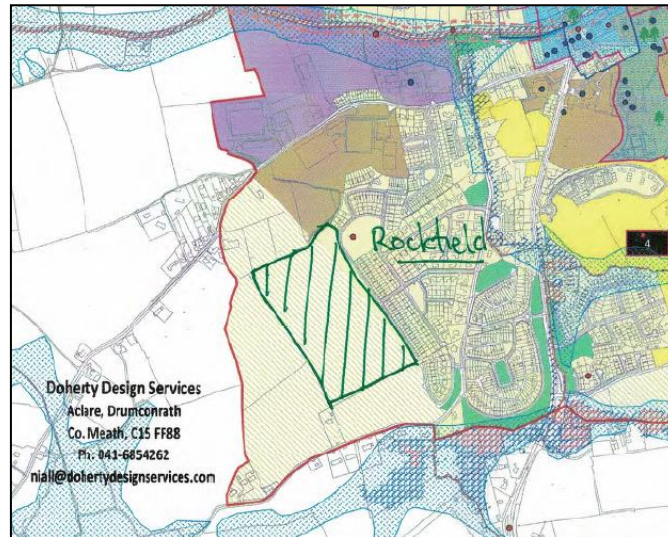 Rockfield
4
Doherty Design Services
Aclare, Drumconrath
Co. Meath, C15 FF88
Ph: 041-6854262
niall@dohertydesignservices.com